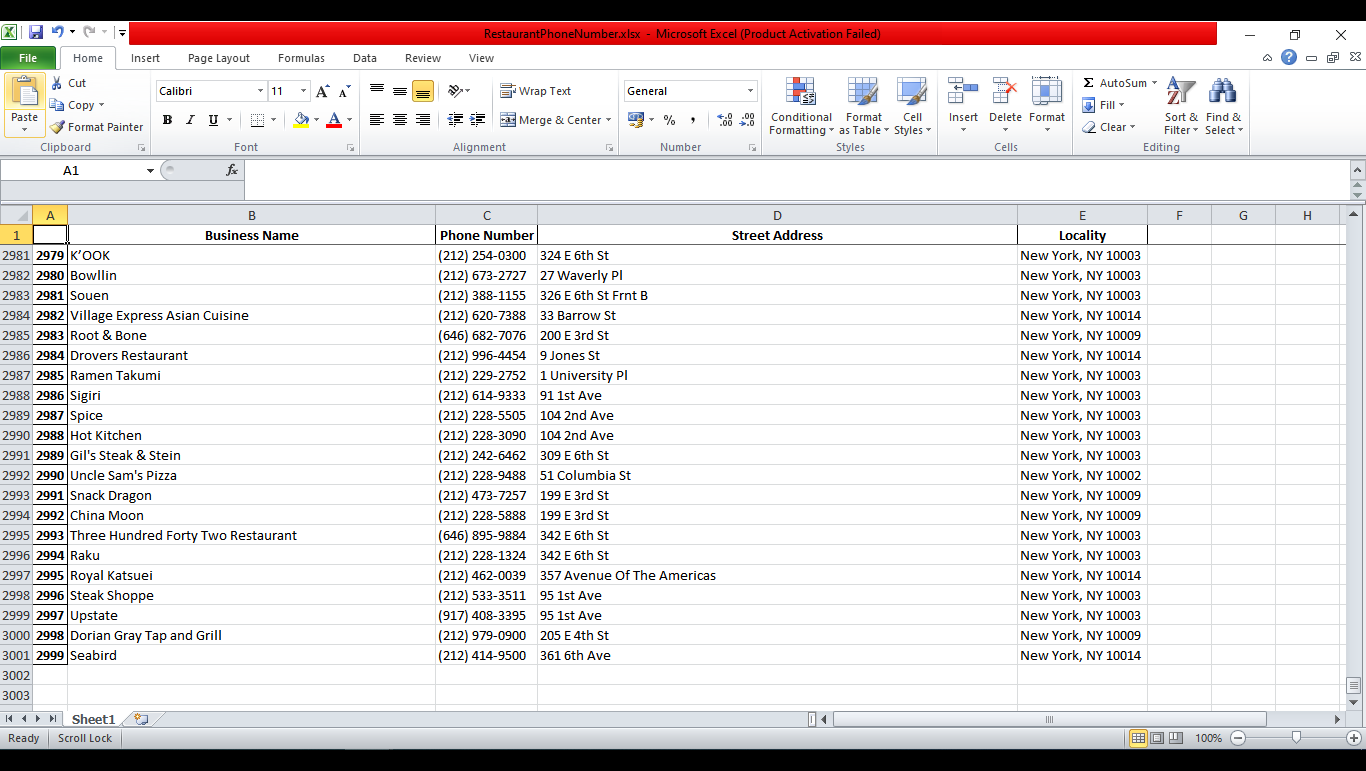 RestaurantPhoneNumber.xlsx - Microsoft Excel (Product Activation Failed)
File Home Insert Page Layout Formulas Data Review View
Paste Cut Copy Format Painter Clipboard
Calibri 11 B I U Font
Wrap Text Merge & Center Alignment
General % , Number
Conditional Formatting Format as Table Cell Styles Styles
Insert Delete Format Cells
Σ AutoSum Fill Clear Sort & Filter Find & Select Editing
A1 fx
A B C D E F G H
1 Business Name Phone Number Street Address Locality
2981 2979 K’OOK (212) 254-0300 324 E 6th St New York, NY 10003
2982 2980 Bowllin (212) 673-2727 27 Waverly Pl New York, NY 10003
2983 2981 Souen (212) 388-1155 326 E 6th St Frnt B New York, NY 10003
2984 2982 Village Express Asian Cuisine (212) 620-7388 33 Barrow St New York, NY 10014
2985 2983 Root & Bone (646) 682-7076 200 E 3rd St New York, NY 10009
2986 2984 Drovers Restaurant (212) 996-4454 9 Jones St New York, NY 10014
2987 2985 Ramen Takumi (212) 229-2752 1 University Pl New York, NY 10003
2988 2986 Sigiri (212) 614-9333 91 1st Ave New York, NY 10003
2989 2987 Spice (212) 228-5505 104 2nd Ave New York, NY 10003
2990 2988 Hot Kitchen (212) 228-3090 104 2nd Ave New York, NY 10003
2991 2989 Gil's Steak & Stein (212) 242-6462 309 E 6th St New York, NY 10003
2992 2990 Uncle Sam's Pizza (212) 228-9488 51 Columbia St New York, NY 10002
2993 2991 Snack Dragon (212) 473-7257 199 E 3rd St New York, NY 10009
2994 2992 China Moon (212) 228-5888 199 E 3rd St New York, NY 10009
2995 2993 Three Hundred Forty Two Restaurant (646) 895-9884 342 E 6th St New York, NY 10003
2996 2994 Raku (212) 228-1324 342 E 6th St New York, NY 10003
2997 2995 Royal Katsuei (212) 462-0039 357 Avenue Of The Americas New York, NY 10014
2998 2996 Steak Shoppe (212) 533-3511 95 1st Ave New York, NY 10003
2999 2997 Upstate (917) 408-3395 95 1st Ave New York, NY 10003
3000 2998 Dorian Gray Tap and Grill (212) 979-0900 205 E 4th St New York, NY 10009
3001 2999 Seabird (212) 414-9500 361 6th Ave New York, NY 10014
3002
3003
Sheet1
Ready Scroll Lock 100%